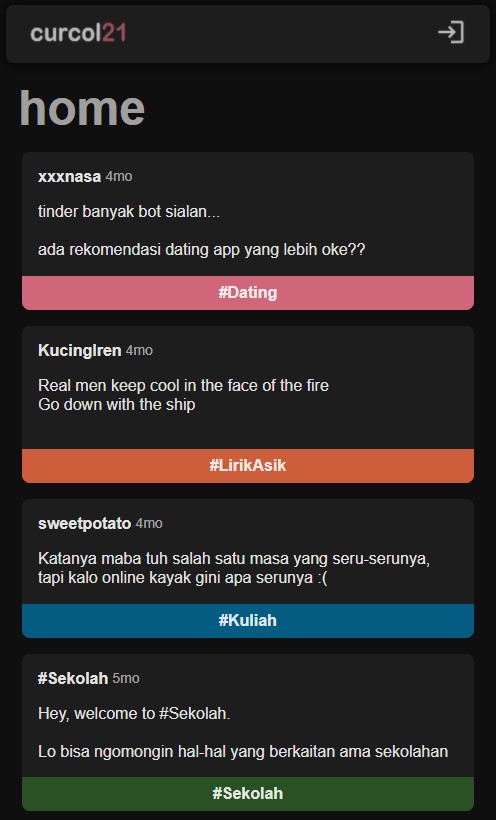 curcol21
home
xxxnasa 4mo
tinder banyak bot sialan...
ada rekomendasi dating app yang lebih oke??
#Dating
KucingIren 4mo
Real men keep cool in the face of the fire
Go down with the ship
#LirikAsik
sweetpotato 4mo
Katanya maba tuh salah satu masa yang seru-serunya,
tapi kalo online kayak gini apa serunya :(
#Kuliah
#Sekolah 5mo
Hey, welcome to #Sekolah.
Lo bisa ngomongin hal-hal yang berkaitan ama sekolahan
#Sekolah